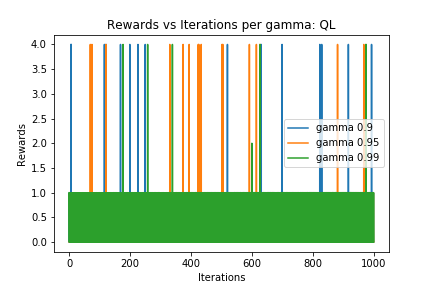 Rewards vs Iterations per gamma: QL
4.0
3.5
3.0
2.5
2.0
1.5
1.0
0.5
0.0
Rewards
gamma 0.9
gamma 0.95
gamma 0.99
0 200 400 600 800 1000
Iterations